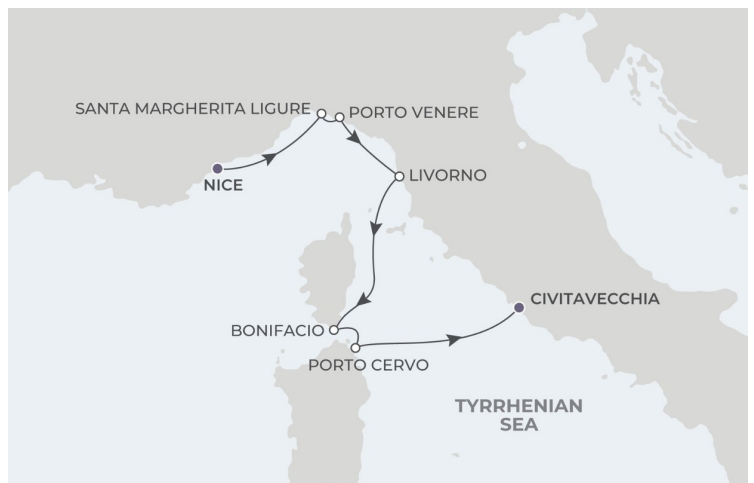 SANTA MARGHERITA LIGURE
PORTO VENERE
NICE
LIVORNO
CIVITAVECCHIA
BONIFACIO
PORTO CERVO
TYRRHENIAN
SEA